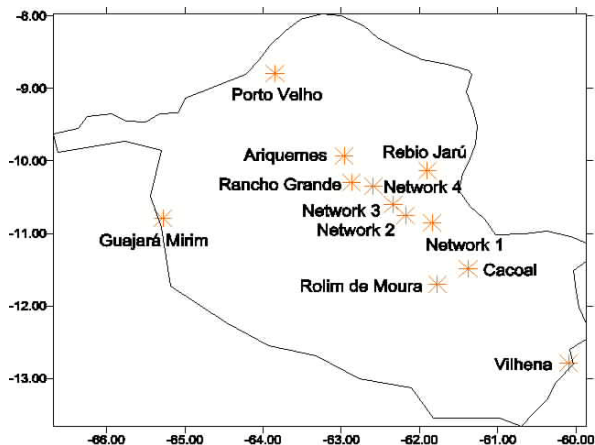 -8.00
-9.00
Porto Velho
Ariquemes
Rebio Jarú
-10.00
Rancho Grande
Network 4
Network 3
Network 2
-11.00
Guajará Mirim
Network 1
Cacoal
Rolim de Moura
-12.00
Vilhena
-13.00
-66.00 -65.00 -64.00 -63.00 -62.00 -61.00 -60.00